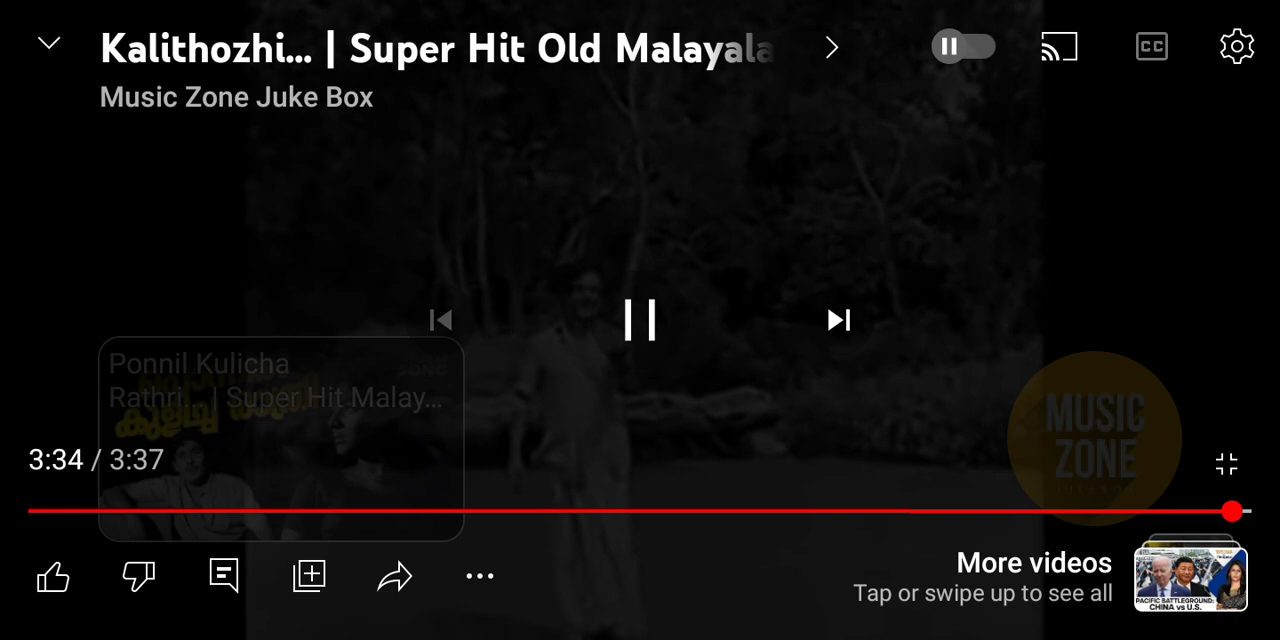 Kalithozhi... | Super Hit Old Malayala
Music Zone Juke Box
CC
Ponnil Kulicha
Rathri... | Super Hit Malay...
കുളിച്ച
MUSIC
ZONE
3:34 / 3:37
More videos
Tap or swipe up to see all
PACIFIC BATTLEGROUND:
CHINA vs U.S.